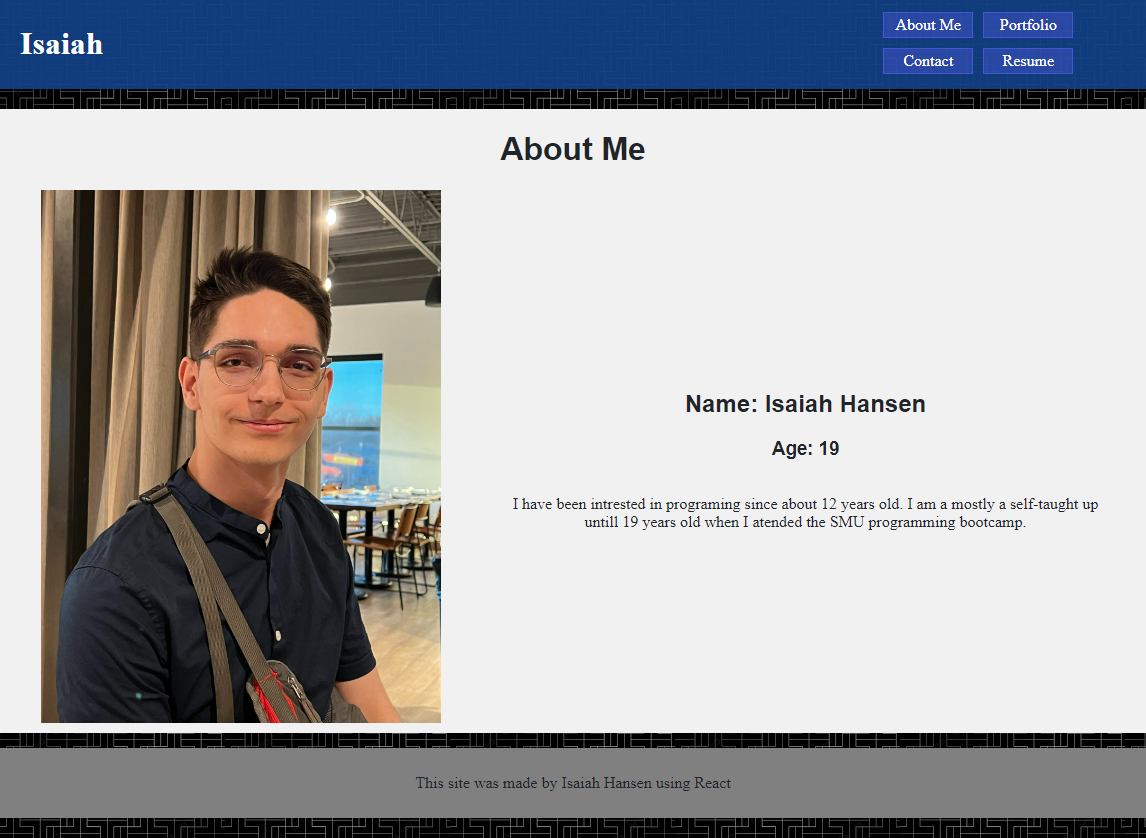 Isaiah
About Me
Portfolio
Contact
Resume
About Me
Name: Isaiah Hansen
Age: 19
I have been intrested in programing since about 12 years old. I am a mostly a self-taught up
untill 19 years old when I atended the SMU programming bootcamp.
This site was made by Isaiah Hansen using React